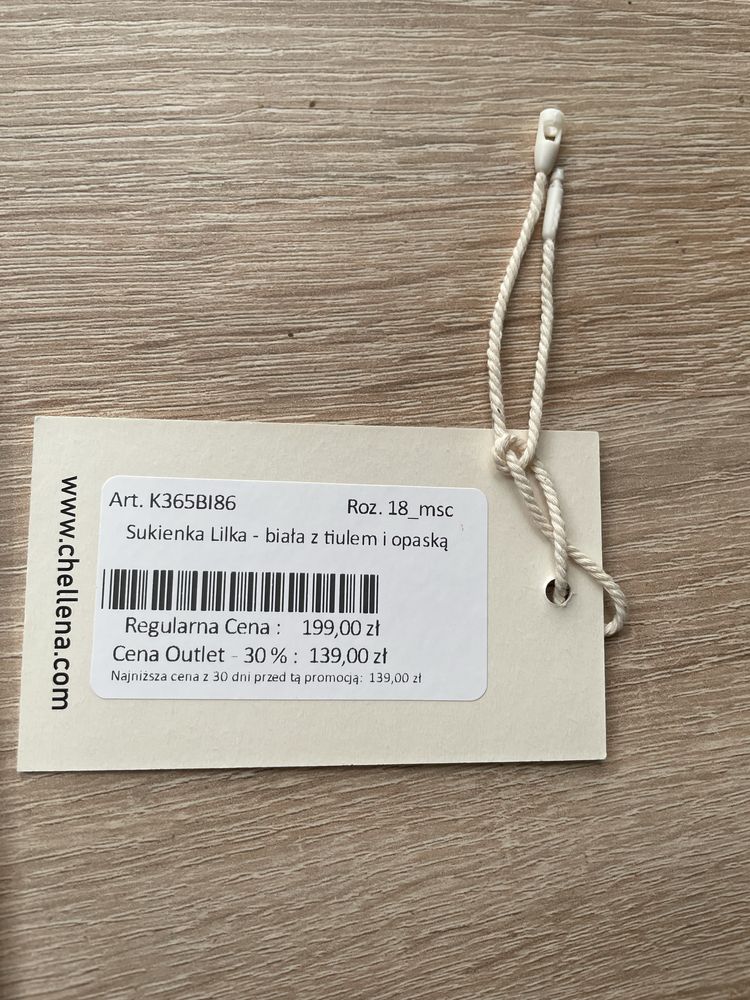 www.chellena.com
Art. K365BI86 Roz. 18_msc
Sukienka Lilka - biała z tiulem i opaską
Regularna Cena : 199,00 zł
Cena Outlet - 30 % : 139,00 zł
Najniższa cena z 30 dni przed tą promocją: 139,00 zł